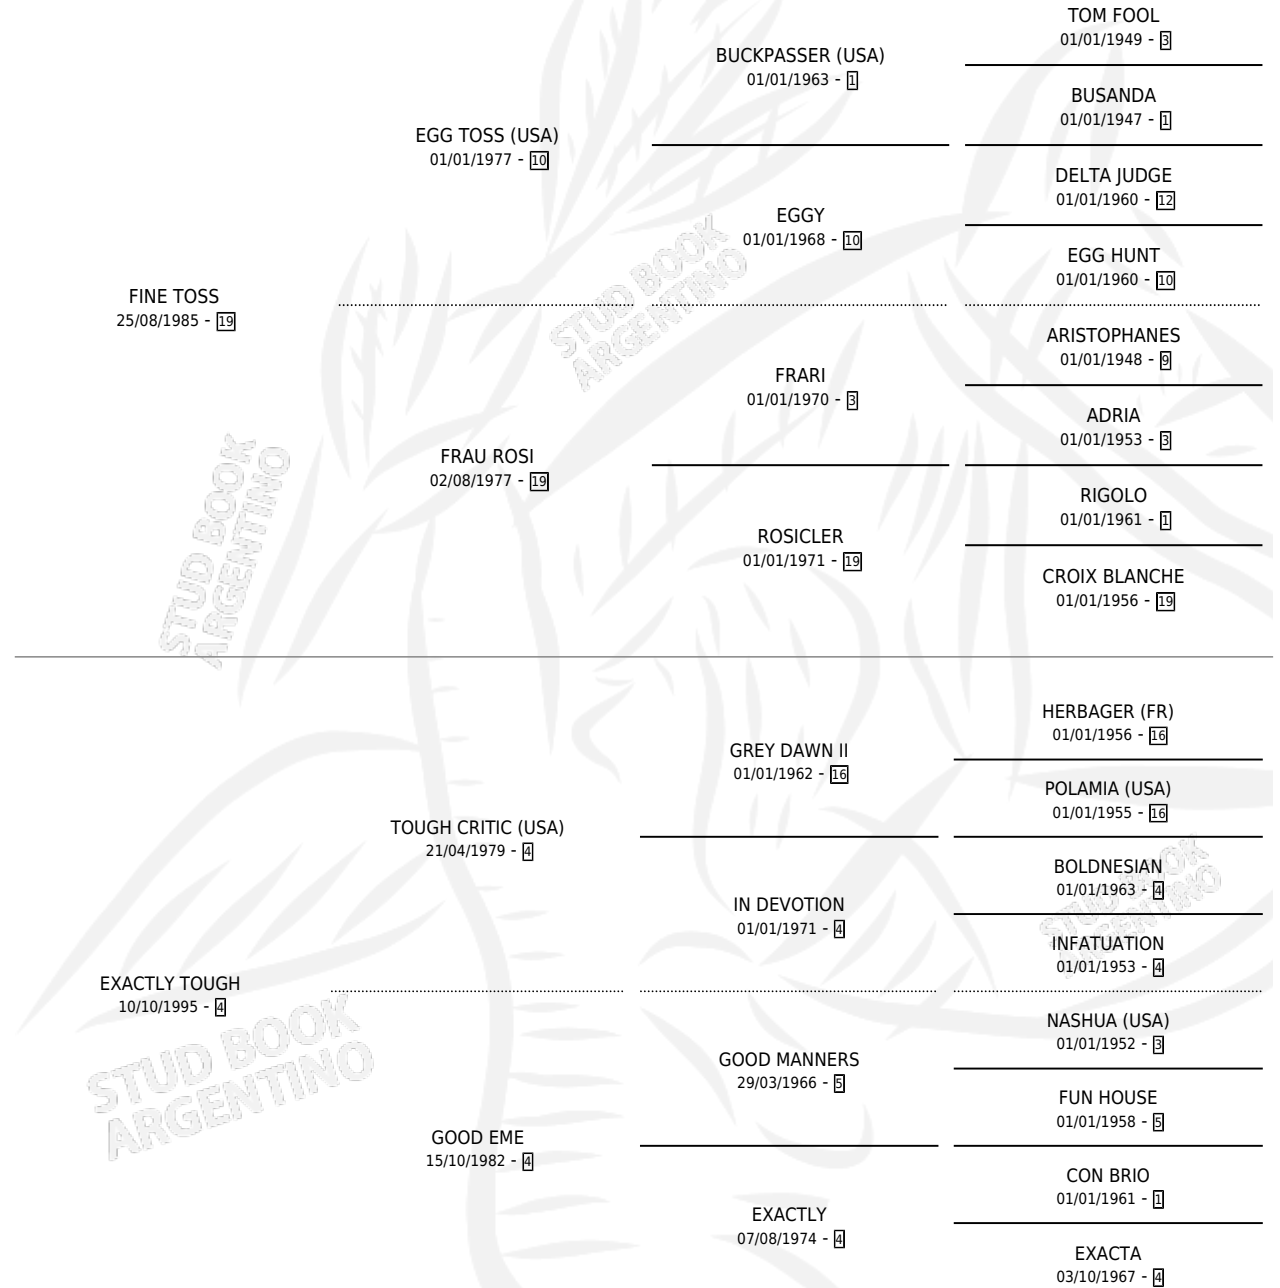 TOM FOOL
01/01/1949 - 3
BUCKPASSER (USA)
01/01/1963 - 1
BUSANDA
01/01/1947 - 1
EGG TOSS (USA)
01/01/1977 - 10
DELTA JUDGE
01/01/1960 - 12
EGGY
01/01/1968 - 10
EGG HUNT
01/01/1960 - 10
FINE TOSS
25/08/1985 - 19
STUD BOOK
ARGENTINO
ARISTOPHANES
01/01/1948 - 9
FRARI
01/01/1970 - 3
ADRIA
01/01/1953 - 3
FRAU ROSI
02/08/1977 - 19
RIGOLO
01/01/1961 - 1
ROSICLER
01/01/1971 - 19
CROIX BLANCHE
01/01/1956 - 19
STUD BOOK
ARGENTINO
HERBAGER (FR)
01/01/1956 - 16
GREY DAWN II
01/01/1962 - 16
POLAMIA (USA)
01/01/1955 - 16
TOUGH CRITIC (USA)
21/04/1979 - 4
BOLDNESIAN
01/01/1963 - 4
IN DEVOTION
01/01/1971 - 4
INFATUATION
01/01/1953 - 4
STUD BOOK
ARGENTINO
EXACTLY TOUGH
10/10/1995 - 4
NASHUA (USA)
01/01/1952 - 3
GOOD MANNERS
29/03/1966 - 5
FUN HOUSE
01/01/1958 - 5
STUD BOOK
ARGENTINO
GOOD EME
15/10/1982 - 4
CON BRIO
01/01/1961 - 1
EXACTLY
07/08/1974 - 4
EXACTA
03/10/1967 - 4